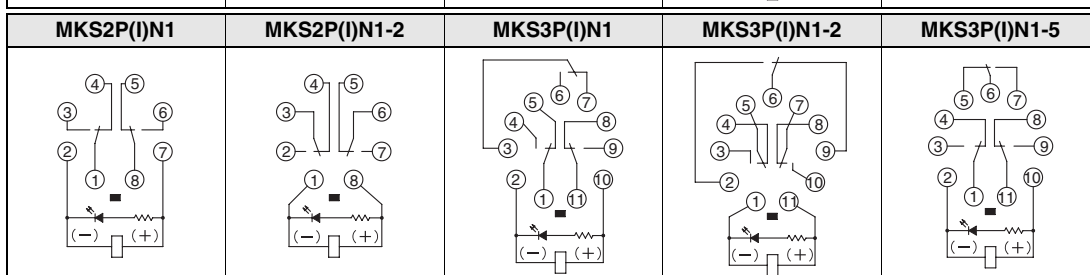 MKS2P(I)N1 MKS2P(I)N1-2 MKS3P(I)N1 MKS3P(I)N1-2 MKS3P(I)N1-5
4 5 3 6 2 7 1 8 (−) (+)
4 5 3 6 2 7 1 8 (−) (+)
6 5 7 4 8 3 9 2 10 1 11 (−) (+)
6 5 7 4 8 3 9 2 10 1 11 (−) (+)
5 6 7 4 8 3 9 2 10 1 11 (−) (+)